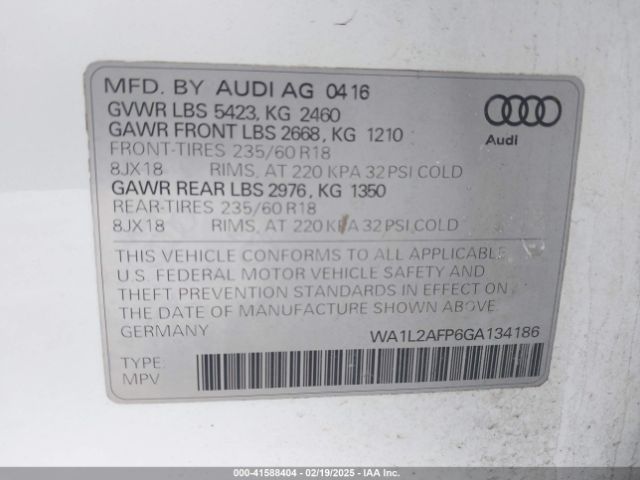 MFD. BY AUDI AG 0416
GVWR LBS 5423, KG 2460
GAWR FRONT LBS 2668, KG 1210
FRONT-TIRES 235/60 R18
8JX18 RIMS, AT 220 KPA 32 PSI COLD
GAWR REAR LBS 2976, KG 1350
REAR-TIRES 235/60 R18
8JX18 RIMS, AT 220 KPA 32 PSI COLD
Audi
THIS VEHICLE CONFORMS TO ALL APPLICABLE
U.S. FEDERAL MOTOR VEHICLE SAFETY AND
THEFT PREVENTION STANDARDS IN EFFECT ON
THE DATE OF MANUFACTURE SHOWN ABOVE.
GERMANY WA1L2AFP6GA134186
TYPE:
MPV
000-41588404 - 02/19/2025 - IAA Inc.